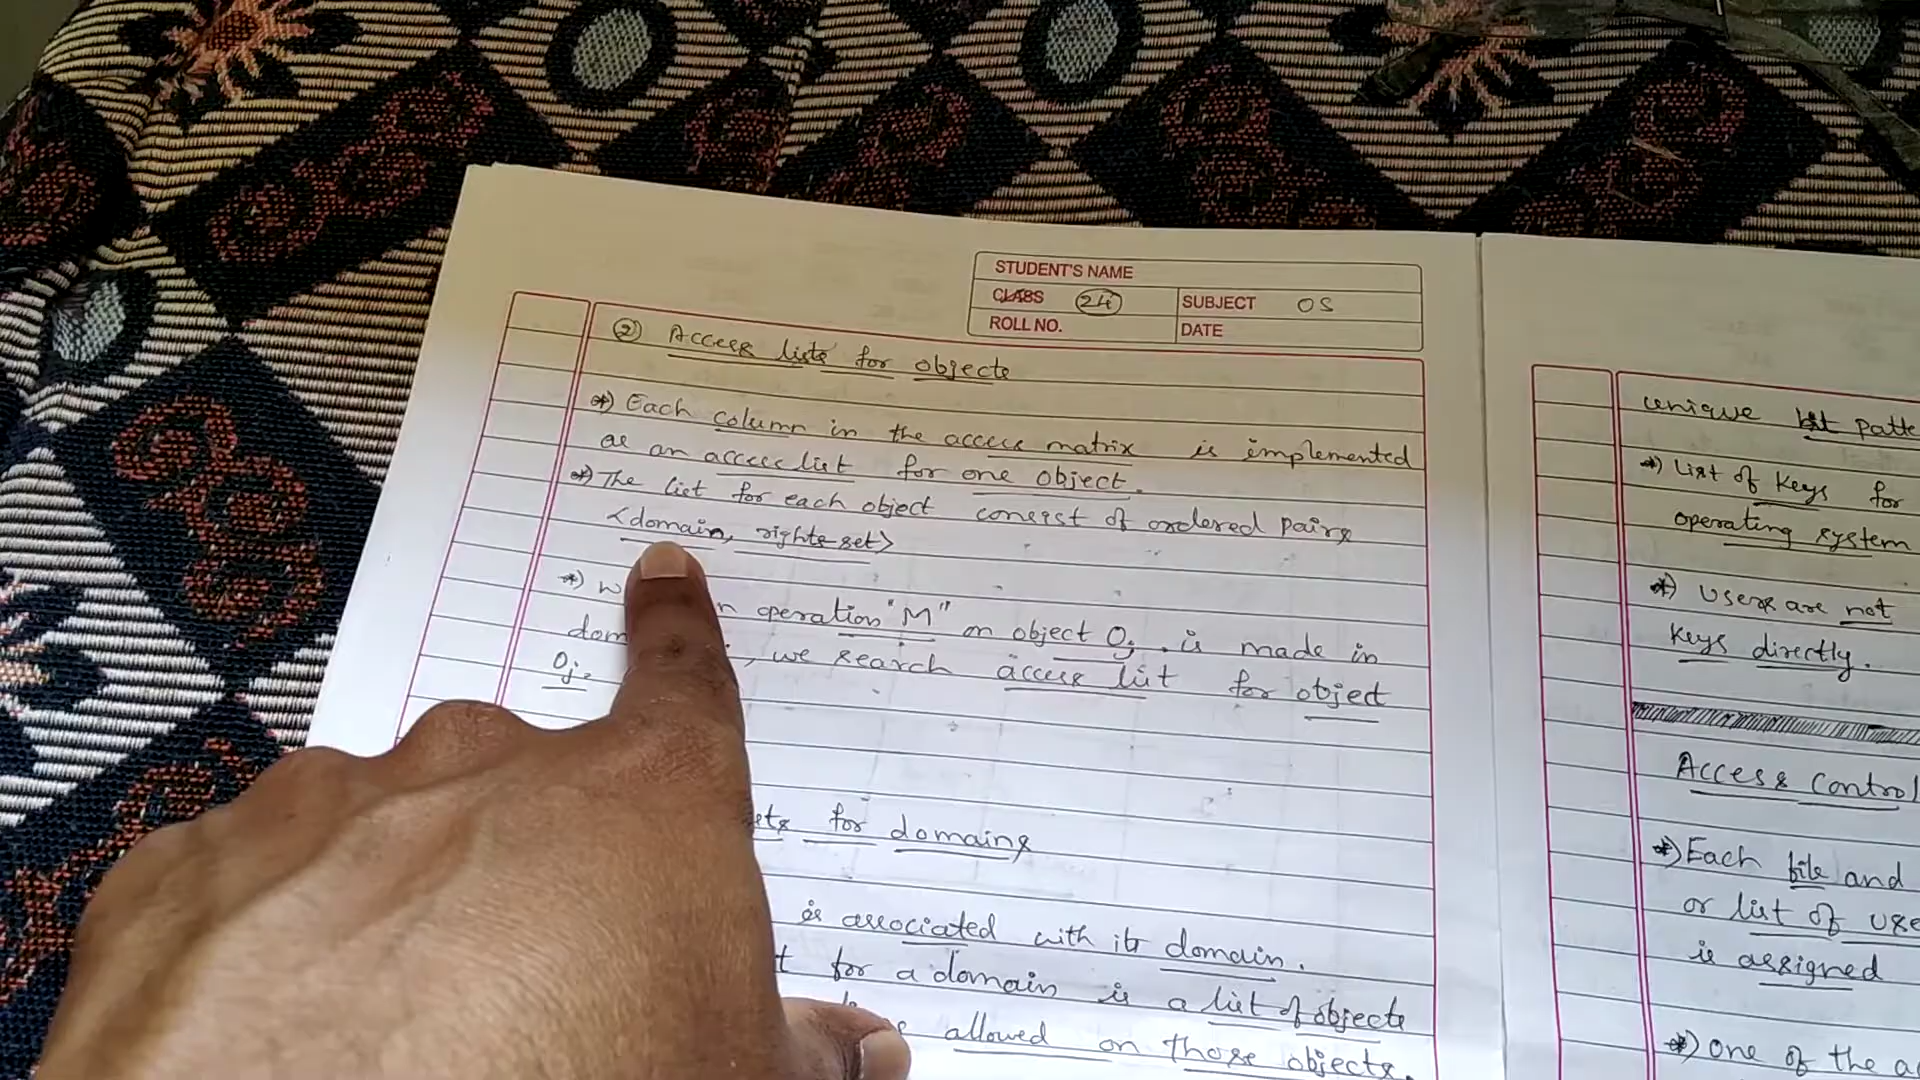 STUDENT'S NAME
CLASS 24 SUBJECT OS
ROLL NO. DATE
② Access lists for objects
*) Each column in the access matrix is implemented
as an access list for one object.
*) The list for each object consist of ordered pairs
<domain, rights-set>
*) operation "M" on object Oj . is made in
, we search access list for object
Oj.
for domains
is associated with its domain.
for a domain is a list of objects
allowed on those objects.
unique bit
*) List of keys for
operating system
*) Users are not
keys directly.
Access Control
*) Each file and
or list of
is assigned
*) One of the